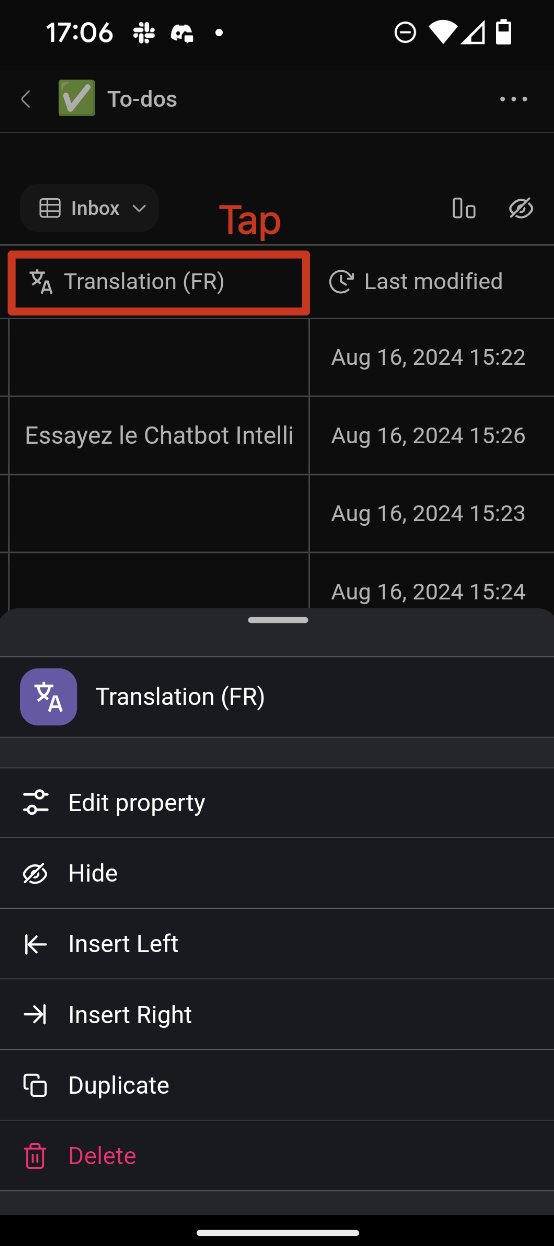 17:06
To-dos
Inbox
Tap
Translation (FR) Last modified
Aug 16, 2024 15:22
Essayez le Chatbot Intelli Aug 16, 2024 15:26
Aug 16, 2024 15:23
Aug 16, 2024 15:24
Translation (FR)
Edit property
Hide
Insert Left
Insert Right
Duplicate
Delete